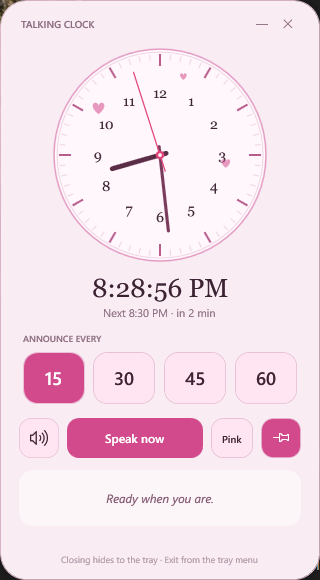 TALKING CLOCK
12
11 1
10 2
9 3
8 4
7 5
6
8:28:56 PM
Next 8:30 PM · in 2 min
ANNOUNCE EVERY
15 30 45 60
Speak now Pink
Ready when you are.
Closing hides to the tray · Exit from the tray menu